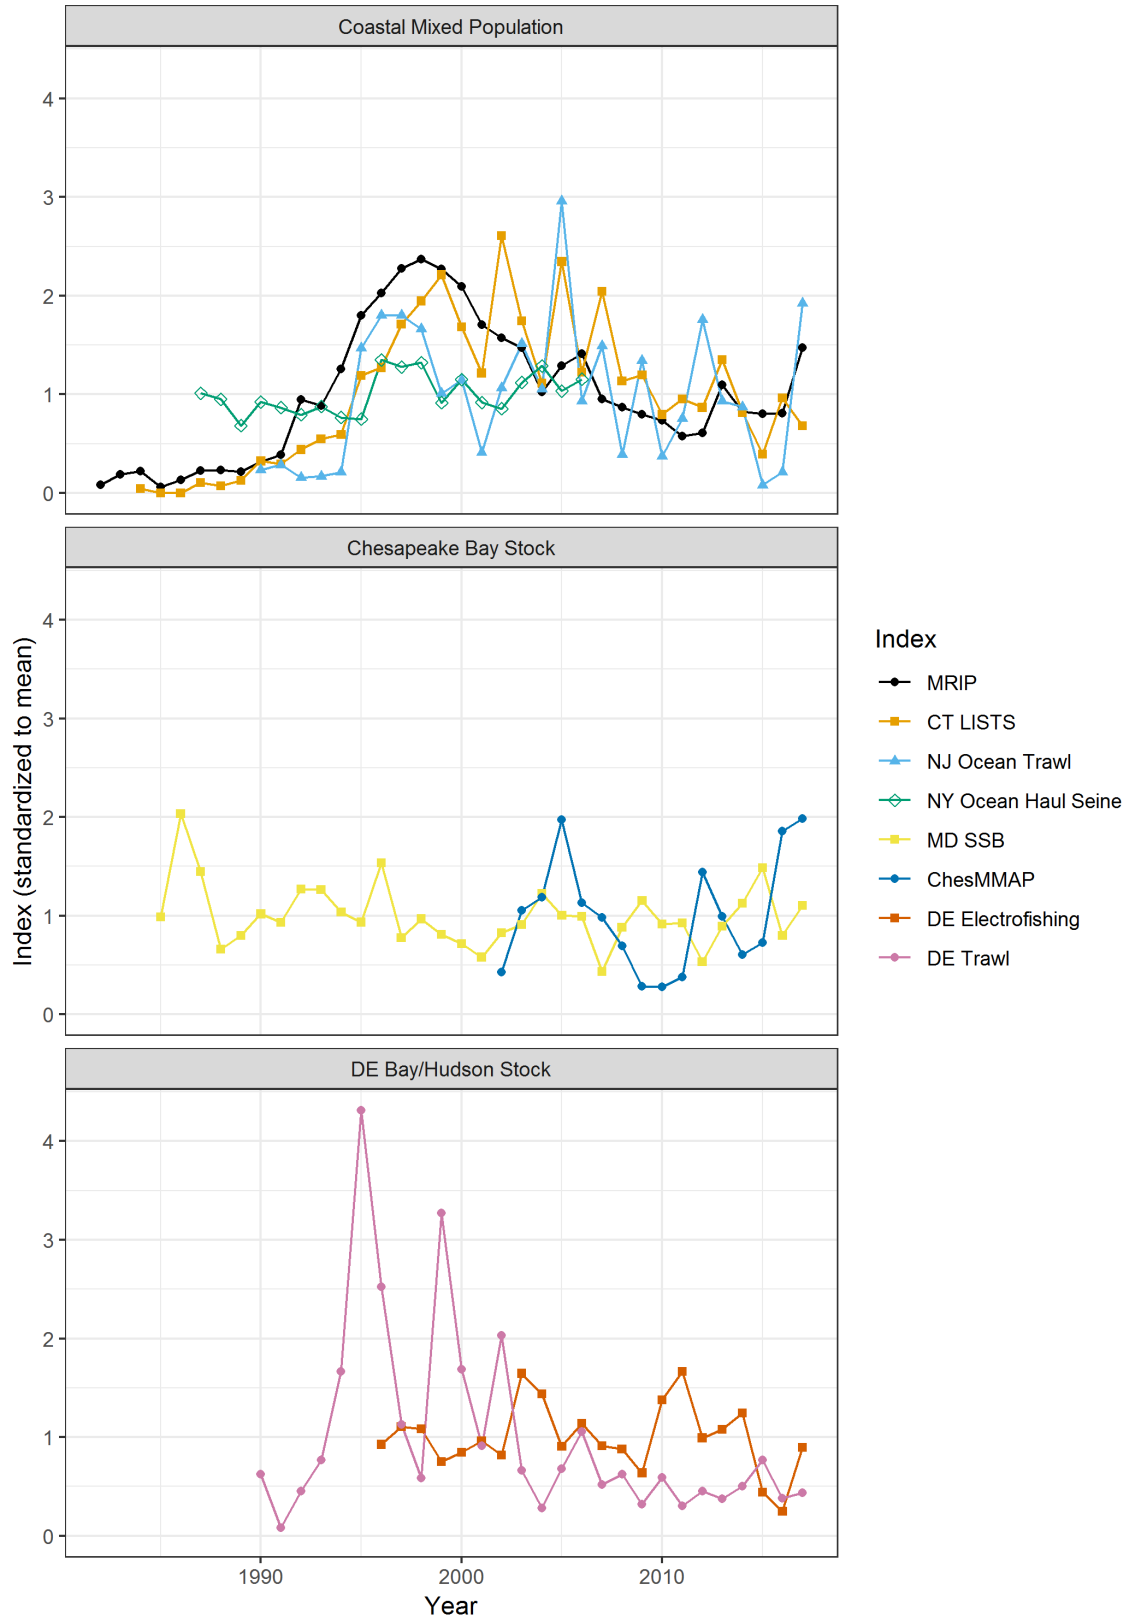 Coastal Mixed Population
4
3
2
1
0
Chesapeake Bay Stock
4
3
2
1
0
DE Bay/Hudson Stock
4
3
2
1
0
1990 2000 2010
Year
Index (standardized to mean)
Index
MRIP
CT LISTS
NJ Ocean Trawl
NY Ocean Haul Seine
MD SSB
ChesMMAP
DE Electrofishing
DE Trawl